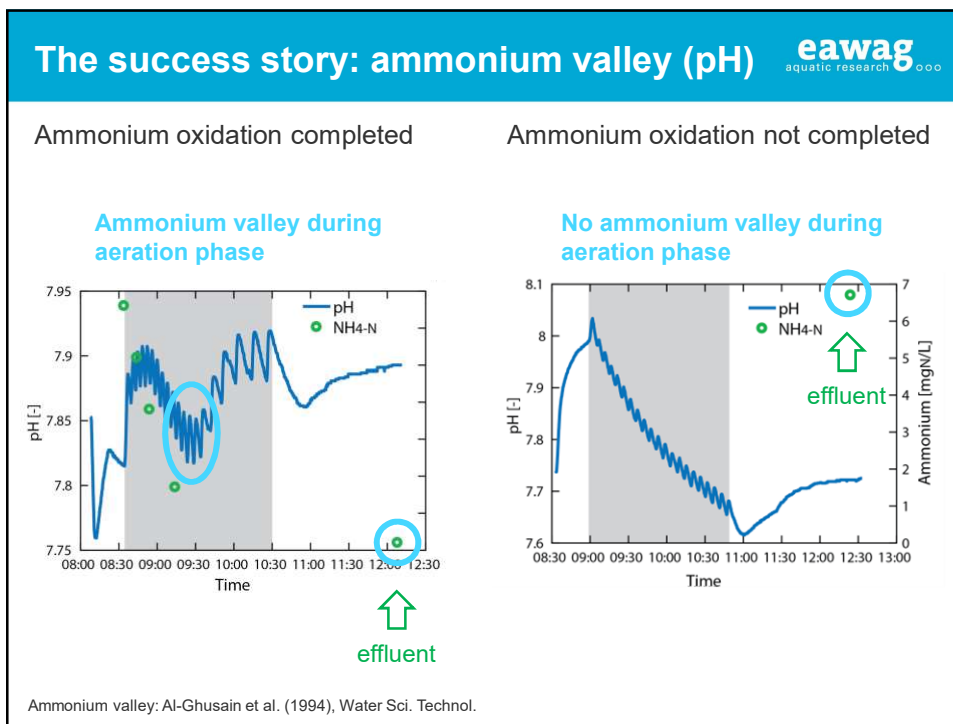 The success story: ammonium valley (pH)
eawag
aquatic research
Ammonium oxidation completed
Ammonium oxidation not completed
Ammonium valley during
aeration phase
No ammonium valley during
aeration phase
7.95
7.9
7.85
7.8
7.75
pH [-]
pH
NH4-N
08:00 08:30 09:00 09:30 10:00 10:30 11:00 11:30 12:00 12:30
Time
effluent
8.1
8
7.9
7.8
7.7
7.6
pH [-]
pH
NH4-N
effluent
7
6
5
4
3
2
1
0
Ammonium [mgN/L]
08:30 09:00 09:30 10:00 10:30 11:00 11:30 12:00 12:30 13:00
Time
Ammonium valley: Al-Ghusain et al. (1994), Water Sci. Technol.